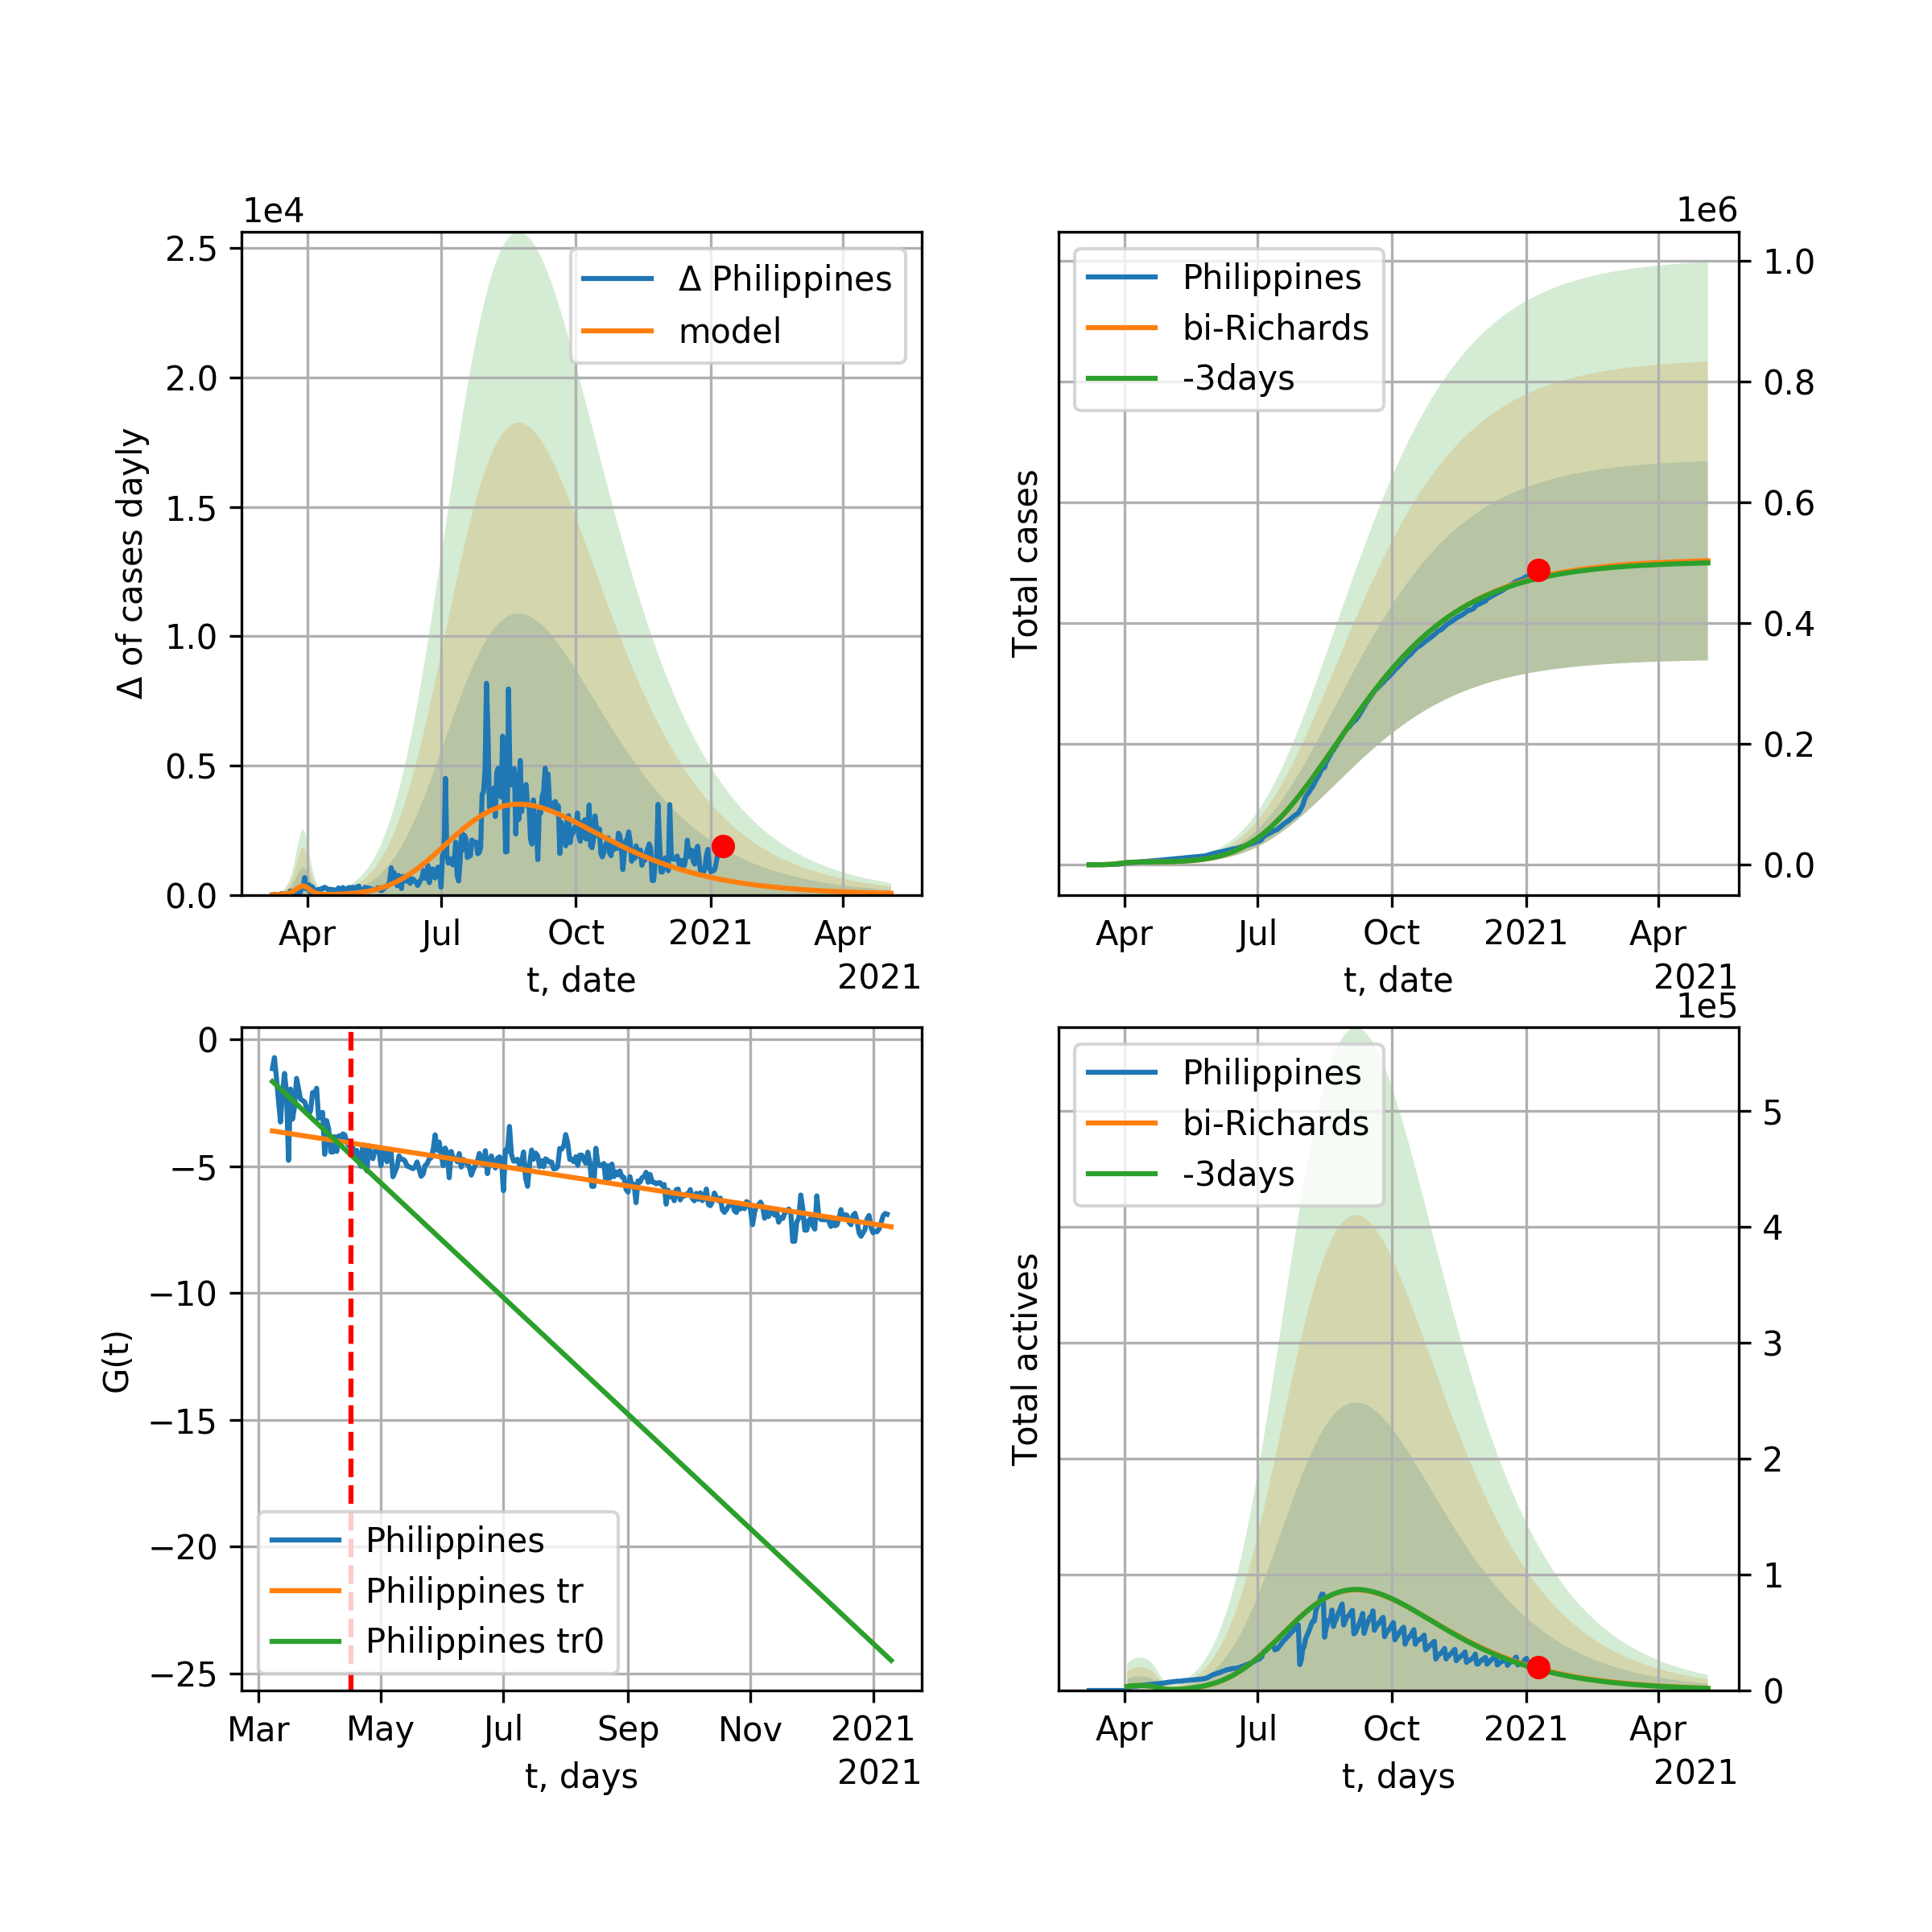 1e4
Δ of cases dayly
2.5
2.0
1.5
1.0
0.5
0.0
Δ Philippines
model
Apr Jul Oct 2021 Apr
t, date
2021
1e6
Total cases
Philippines
bi-Richards
-3days
1.0
0.8
0.6
0.4
0.2
0.0
Apr Jul Oct 2021 Apr
t, date
2021
G(t)
0
−5
−10
−15
−20
−25
Philippines
Philippines tr
Philippines tr0
Mar May Jul Sep Nov 2021
t, days
2021
1e5
Total actives
Philippines
bi-Richards
-3days
5
4
3
2
1
0
Apr Jul Oct 2021 Apr
t, days
2021